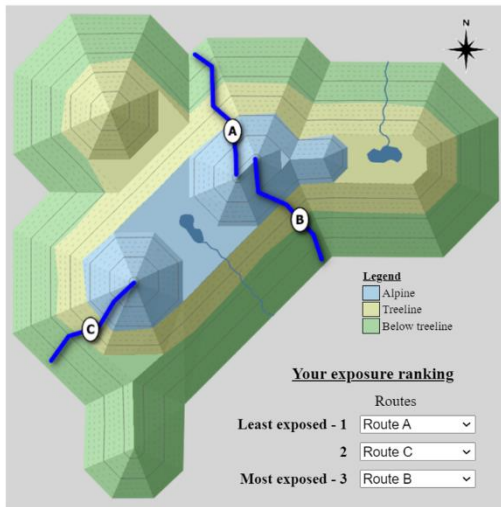 N
A
B
C
Legend
Alpine
Treeline
Below treeline
Your exposure ranking
Routes
Least exposed - 1 Route A
2 Route C
Most exposed - 3 Route B